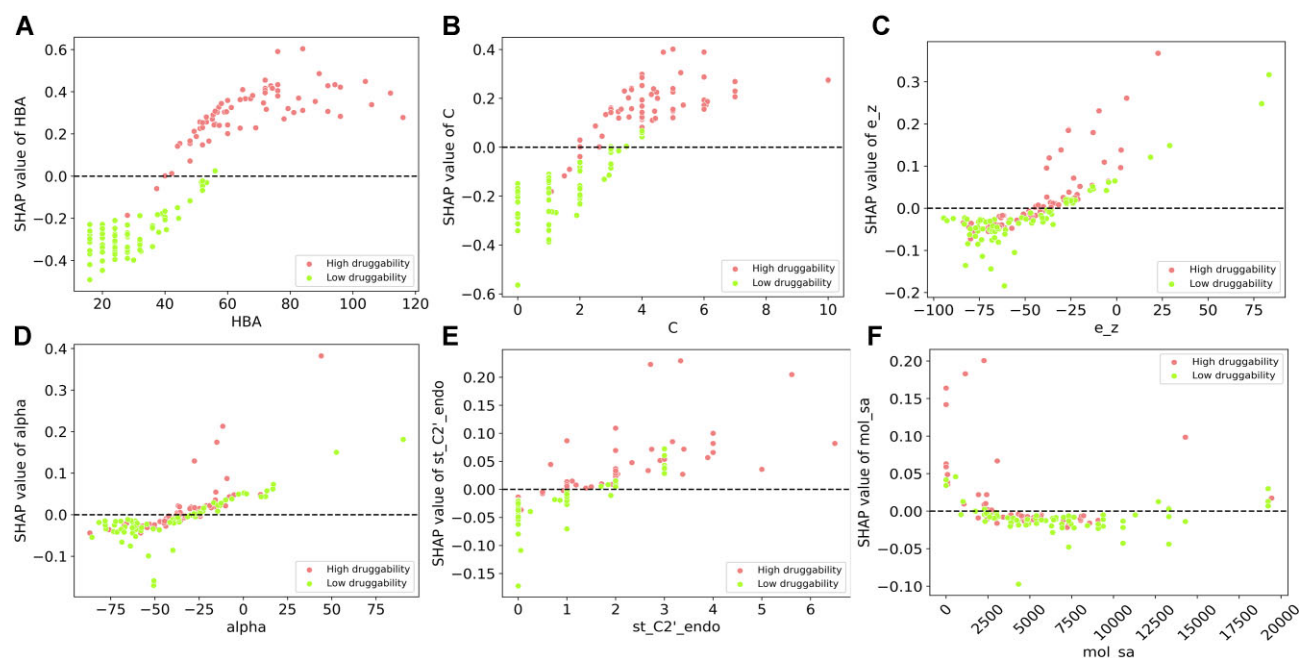 A
SHAP value of HBA
0.6
0.4
0.2
0.0
−0.2
−0.4
20
40
60
80
100
120
HBA
High druggability
Low druggability
B
SHAP value of C
0.4
0.2
0.0
−0.2
−0.4
−0.6
0
2
4
6
8
10
C
High druggability
Low druggability
C
SHAP value of e_z
0.3
0.2
0.1
0.0
−0.1
−0.2
−100
−75
−50
−25
0
25
50
75
e_z
High druggability
Low druggability
D
SHAP value of alpha
0.4
0.3
0.2
0.1
0.0
−0.1
−75
−50
−25
0
25
50
75
alpha
High druggability
Low druggability
E
SHAP value of st_C2'_endo
0.20
0.15
0.10
0.05
0.00
−0.05
−0.10
−0.15
0
1
2
3
4
5
6
st_C2'_endo
High druggability
Low druggability
F
SHAP value of mol_sa
0.20
0.15
0.10
0.05
0.00
−0.05
−0.10
0
2500
5000
7500
10000
12500
15000
17500
20000
mol_sa
High druggability
Low druggability